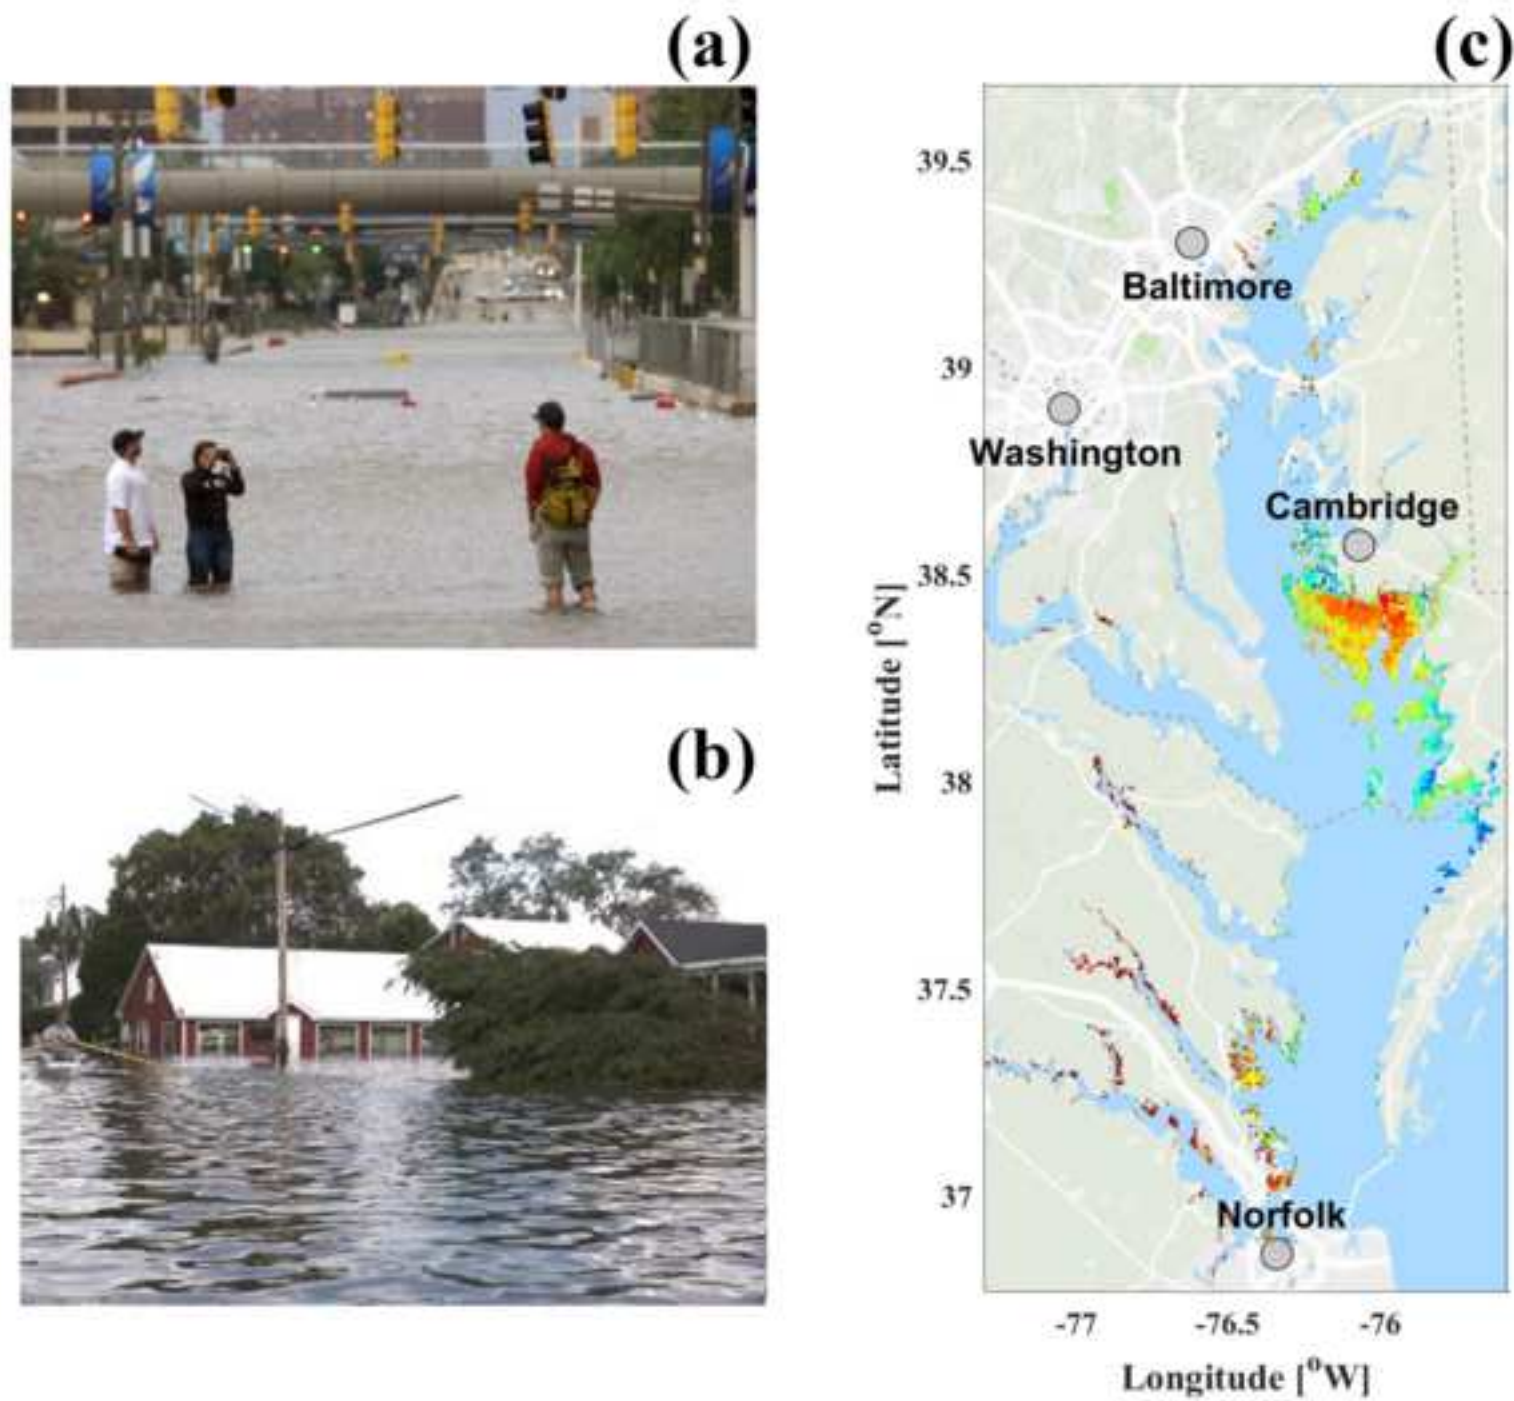 (a)
(b)
(c)
39.5
39
38.5
38
37.5
37
Latitude [°N]
Baltimore
Washington
Cambridge
Norfolk
-77
-76.5
-76
Longitude [°W]